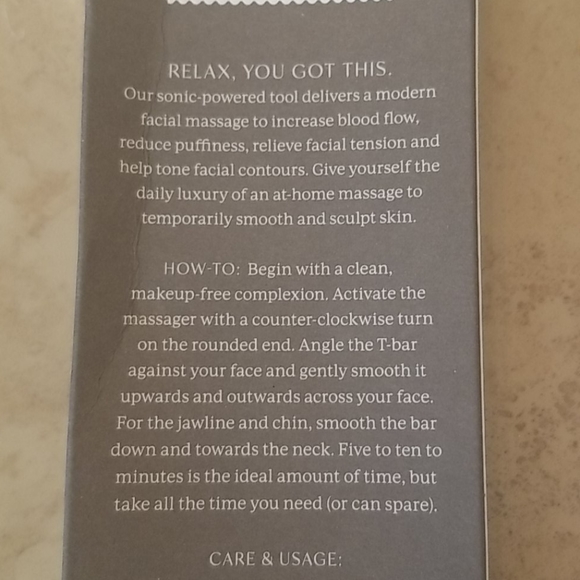 RELAX, YOU GOT THIS.
Our sonic-powered tool delivers a modern
facial massage to increase blood flow,
reduce puffiness, relieve facial tension and
help tone facial contours. Give yourself the
daily luxury of an at-home massage to
temporarily smooth and sculpt skin.
HOW-TO: Begin with a clean,
makeup-free complexion. Activate the
massager with a counter-clockwise turn
on the rounded end. Angle the T-bar
against your face and gently smooth it
upwards and outwards across your face.
For the jawline and chin, smooth the bar
down and towards the neck. Five to ten to
minutes is the ideal amount of time, but
take all the time you need (or can spare).
CARE & USAGE: